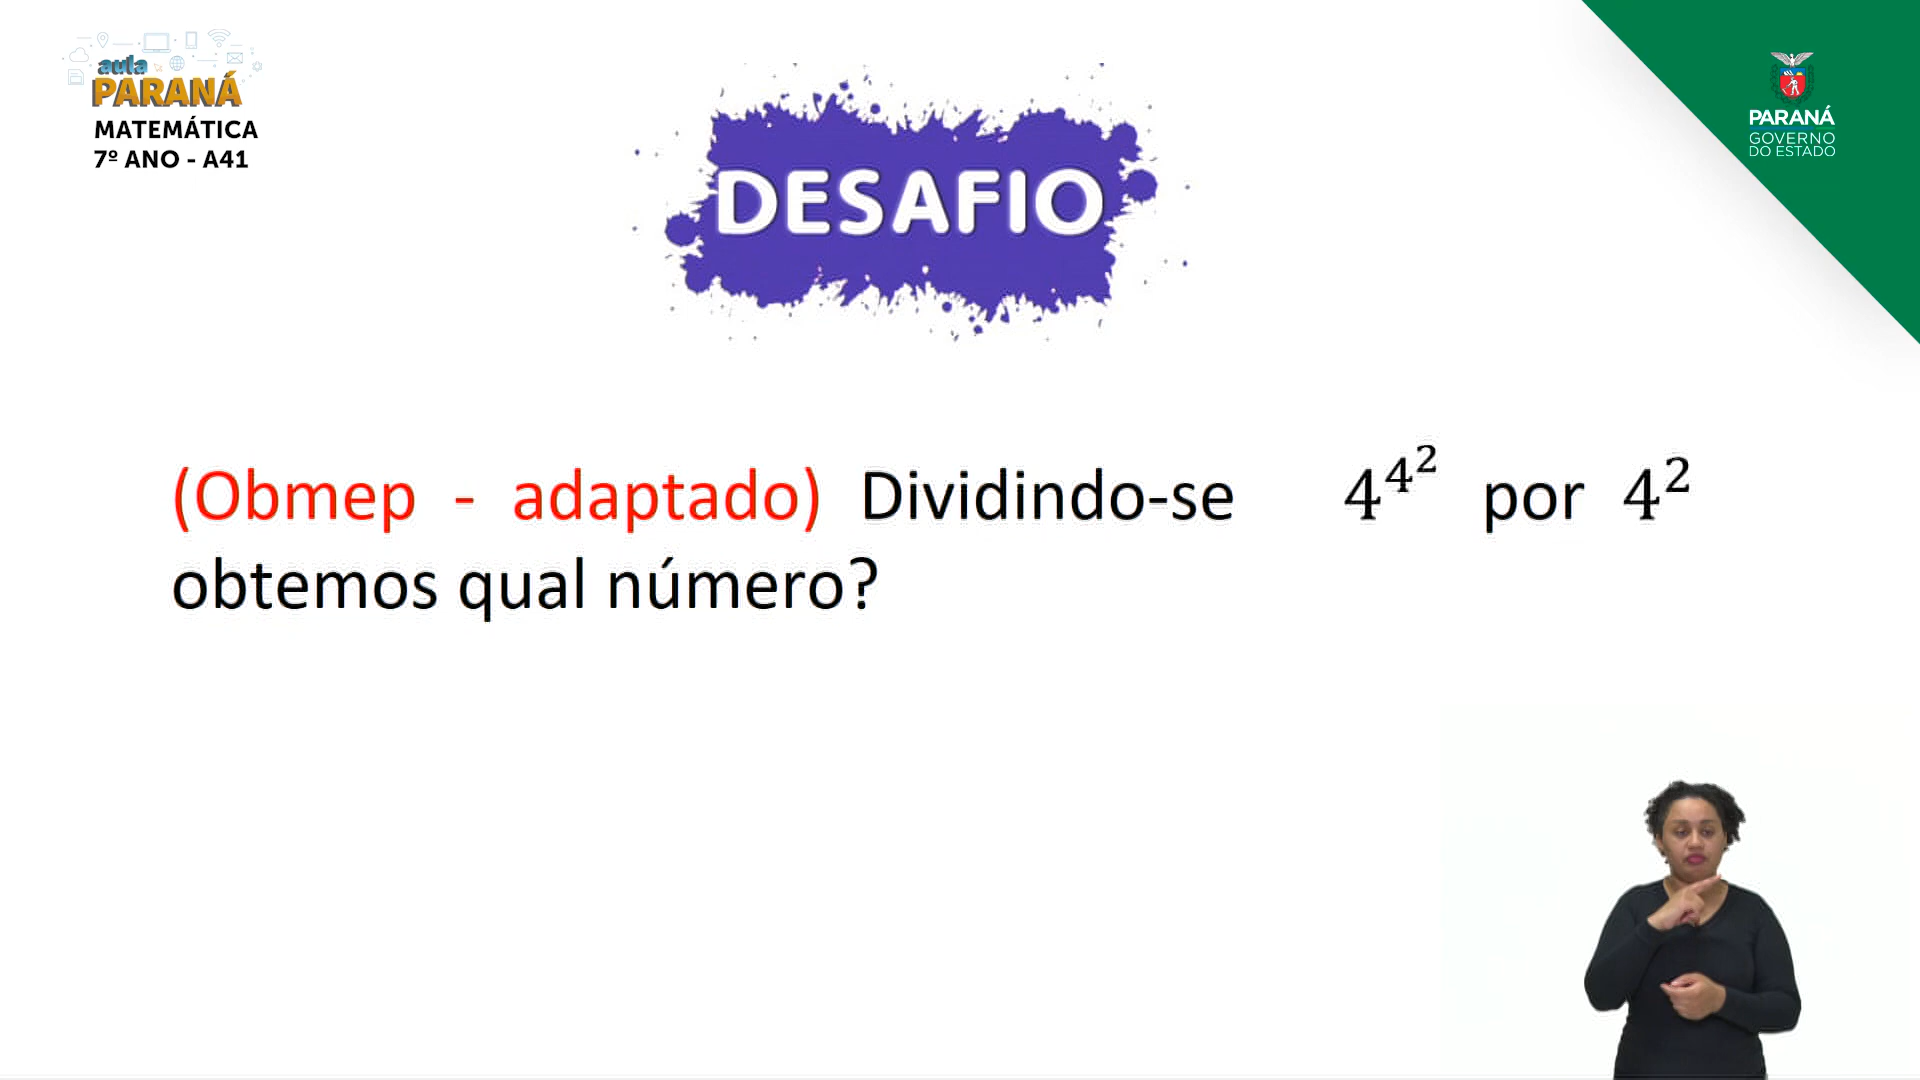 aula
PARANÁ
MATEMÁTICA
7º ANO - A41
DESAFIO
PARANÁ
GOVERNO
DO ESTADO
(Obmep - adaptado) Dividindo-se 4^{4^2} por 4^2
obtemos qual número?